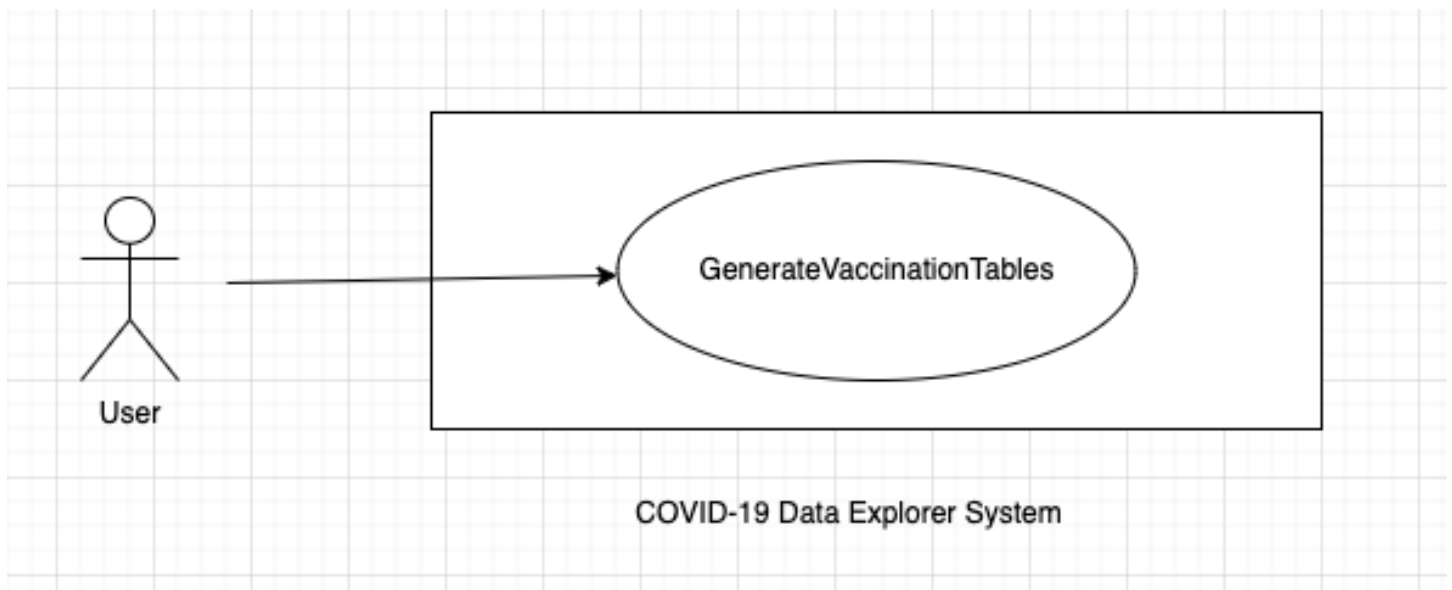 GenerateVaccinationTables
User
COVID-19 Data Explorer System